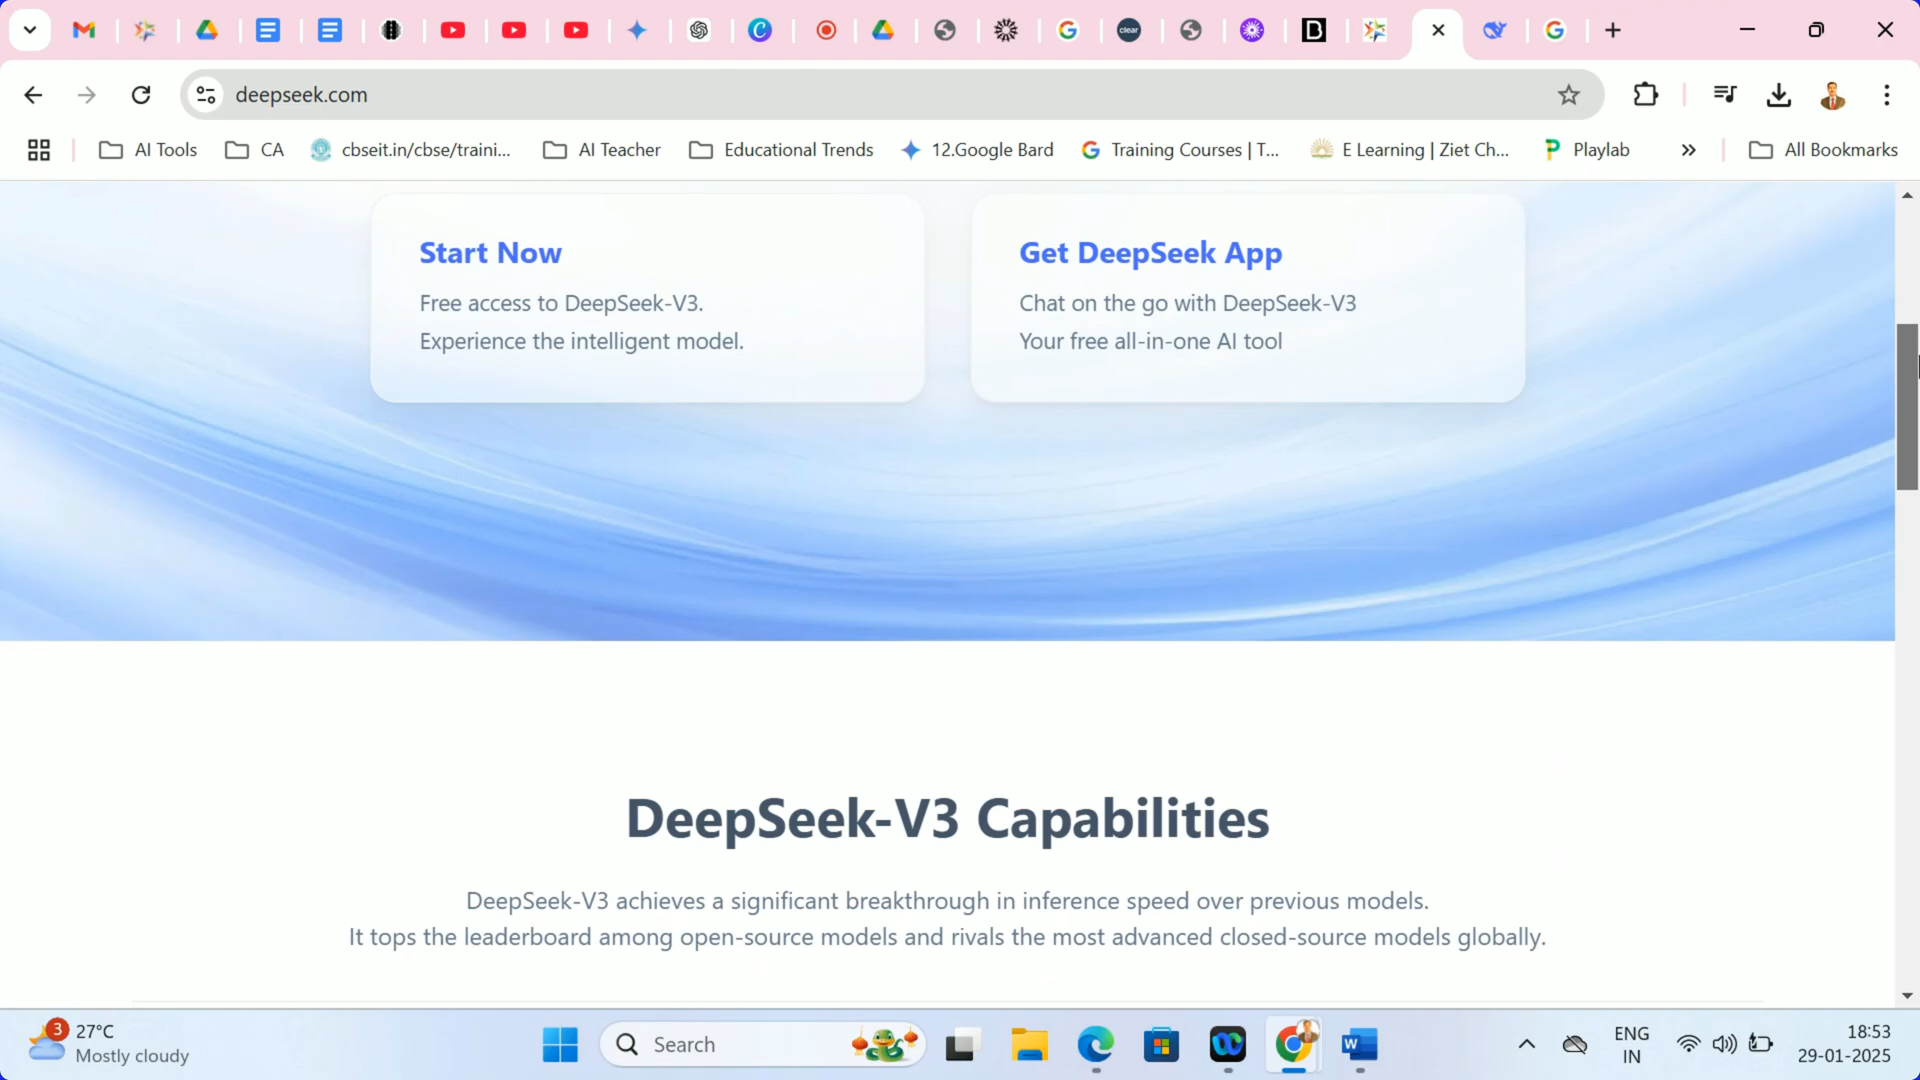 deepseek.com
AI Tools
CA
cbseit.in/cbse/traini...
AI Teacher
Educational Trends
12.Google Bard
Training Courses | T...
E Learning | Ziet Ch...
Playlab
All Bookmarks
clear
Start Now
Free access to DeepSeek-V3.
Experience the intelligent model.
Get DeepSeek App
Chat on the go with DeepSeek-V3
Your free all-in-one AI tool
DeepSeek-V3 Capabilities
DeepSeek-V3 achieves a significant breakthrough in inference speed over previous models.
It tops the leaderboard among open-source models and rivals the most advanced closed-source models globally.
3
27°C
Mostly cloudy
Search
ENG
IN
18:53
29-01-2025